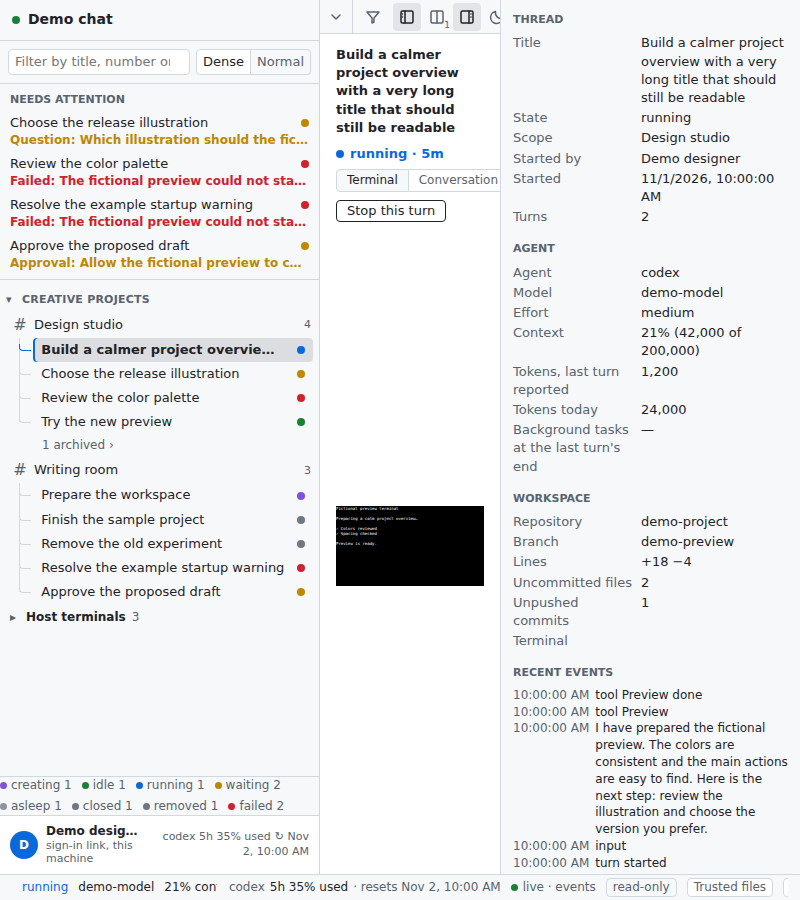 Demo chat
Filter by title, number or
Dense Normal
NEEDS ATTENTION
Choose the release illustration
Question: Which illustration should the fic…
Review the color palette
Failed: The fictional preview could not sta…
Resolve the example startup warning
Failed: The fictional preview could not sta…
Approve the proposed draft
Approval: Allow the fictional preview to c…
▾ CREATIVE PROJECTS
# Design studio 4
Build a calmer project overvie…
Choose the release illustration
Review the color palette
Try the new preview
1 archived ›
# Writing room 3
Prepare the workspace
Finish the sample project
Remove the old experiment
Resolve the example startup warning
Approve the proposed draft
▸ Host terminals 3
creating 1 idle 1 running 1 waiting 2
asleep 1 closed 1 removed 1 failed 2
D
Demo desig…
sign-in link, this
machine
codex 5h 35% used ↻ Nov
2, 10:00 AM
1
Build a calmer
project overview
with a very long
title that should
still be readable
running · 5m
Terminal Conversation
Stop this turn
Fictional preview terminal
Preparing a calm project overview.
✓ Colors reviewed
✓ Spacing checked
Preview is ready.
THREAD
Title Build a calmer project
overview with a very
long title that should
still be readable
State running
Scope Design studio
Started by Demo designer
Started 11/1/2026, 10:00:00
AM
Turns 2
AGENT
Agent codex
Model demo-model
Effort medium
Context 21% (42,000 of
200,000)
Tokens, last turn 1,200
reported
Tokens today 24,000
Background tasks —
at the last turn's
end
WORKSPACE
Repository demo-project
Branch demo-preview
Lines +18 −4
Uncommitted files 2
Unpushed 1
commits
Terminal
RECENT EVENTS
10:00:00 AM tool Preview done
10:00:00 AM tool Preview
10:00:00 AM I have prepared the fictional
preview. The colors are
consistent and the main actions
are easy to find. Here is the
next step: review the
illustration and choose the
version you prefer.
10:00:00 AM input
10:00:00 AM turn started
running demo-model 21% con codex 5h 35% used · resets Nov 2, 10:00 AM live · events read-only Trusted files